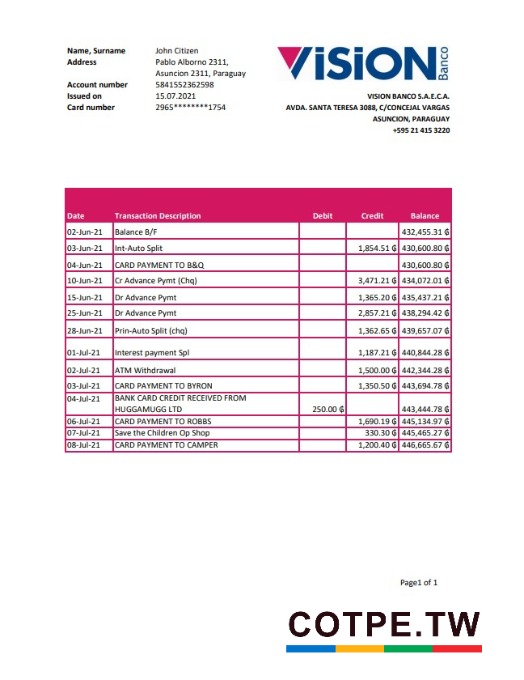 Name, Surname John Citizen
Address Pablo Alborno 2311,
Asuncion 2311, Paraguay
Account number 5841552362598
Issued on 15.07.2021
Card number 2965********1754
VISION Banco
VISION BANCO S.A.E.C.A.
AVDA. SANTA TERESA 3088, C/CONCEJAL VARGAS
ASUNCION, PARAGUAY
+595 21 415 3220
Date Transaction Description Debit Credit Balance
02-Jun-21 Balance B/F 432,455.31 ₲
03-Jun-21 Int-Auto Split 1,854.51 ₲ 430,600.80 ₲
04-Jun-21 CARD PAYMENT TO B&Q 430,600.80 ₲
10-Jun-21 Cr Advance Pymt (Chq) 3,471.21 ₲ 434,072.01 ₲
15-Jun-21 Dr Advance Pymt 1,365.20 ₲ 435,437.21 ₲
25-Jun-21 Dr Advance Pymt 2,857.21 ₲ 438,294.42 ₲
28-Jun-21 Prin-Auto Split (chq) 1,362.65 ₲ 439,657.07 ₲
01-Jul-21 Interest payment Spl 1,187.21 ₲ 440,844.28 ₲
02-Jul-21 ATM Withdrawal 1,500.00 ₲ 442,344.28 ₲
03-Jul-21 CARD PAYMENT TO BYRON 1,350.50 ₲ 443,694.78 ₲
04-Jul-21 BANK CARD CREDIT RECEIVED FROM
HUGGAMUGG LTD 250.00 ₲ 443,444.78 ₲
06-Jul-21 CARD PAYMENT TO ROBBS 1,690.19 ₲ 445,134.97 ₲
07-Jul-21 Save the Children Op Shop 330.30 ₲ 445,465.27 ₲
08-Jul-21 CARD PAYMENT TO CAMPER 1,200.40 ₲ 446,665.67 ₲
Page1 of 1
COTPE.TW